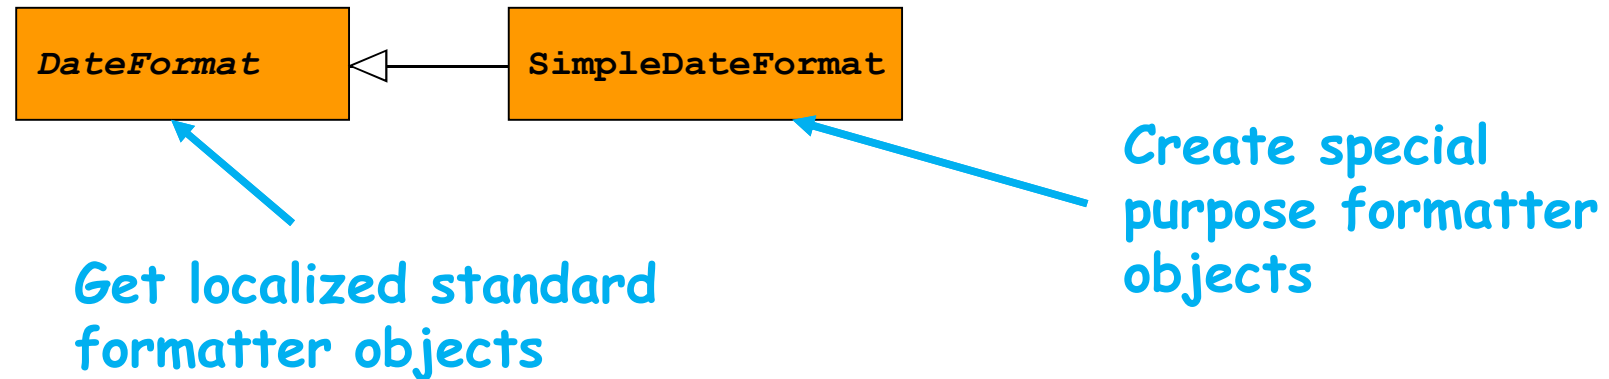 DateFormat
SimpleDateFormat
Get localized standard
formatter objects
Create special
purpose formatter
objects